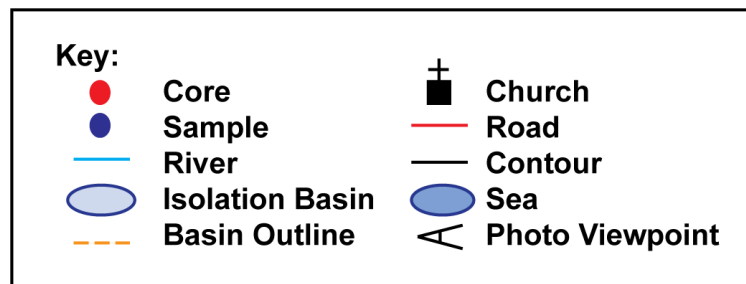 Key:
Core
Sample
River
Isolation Basin
Basin Outline
Church
Road
Contour
Sea
Photo Viewpoint